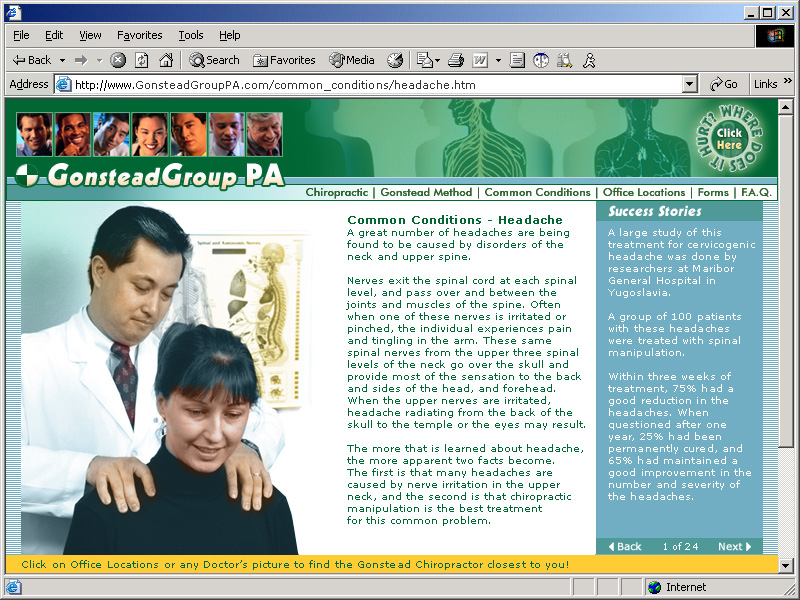 File Edit View Favorites Tools Help
Back Search Favorites Media
Address http://www.GonsteadGroupPA.com/common_conditions/headache.htm Go Links »
WHERE DOES IT HURT?
Click
Here
GonsteadGroup PA
Chiropractic | Gonstead Method | Common Conditions | Office Locations | Forms | F.A.Q.
Spinal and Autonomic Nerves
Common Conditions - Headache
A great number of headaches are being
found to be caused by disorders of the
neck and upper spine.
Nerves exit the spinal cord at each spinal
level, and pass over and between the
joints and muscles of the spine. Often
when one of these nerves is irritated or
pinched, the individual experiences pain
and tingling in the arm. These same
spinal nerves from the upper three spinal
levels of the neck go over the skull and
provide most of the sensation to the back
and sides of the head, and forehead.
When the upper nerves are irritated,
headache radiating from the back of the
skull to the temple or the eyes may result.
The more that is learned about headache,
the more apparent two facts become.
The first is that many headaches are
caused by nerve irritation in the upper
neck, and the second is that chiropractic
manipulation is the best treatment
for this common problem.
Success Stories
A large study of this
treatment for cervicogenic
headache was done by
researchers at Maribor
General Hospital in
Yugoslavia.
A group of 100 patients
with these headaches
were treated with spinal
manipulation.
Within three weeks of
treatment, 75% had a
good reduction in the
headaches. When
questioned after one
year, 25% had been
permanently cured, and
65% had maintained a
good improvement in the
number and severity of
the headaches.
Back 1 of 24 Next
Click on Office Locations or any Doctor's picture to find the Gonstead Chiropractor closest to you!
Internet